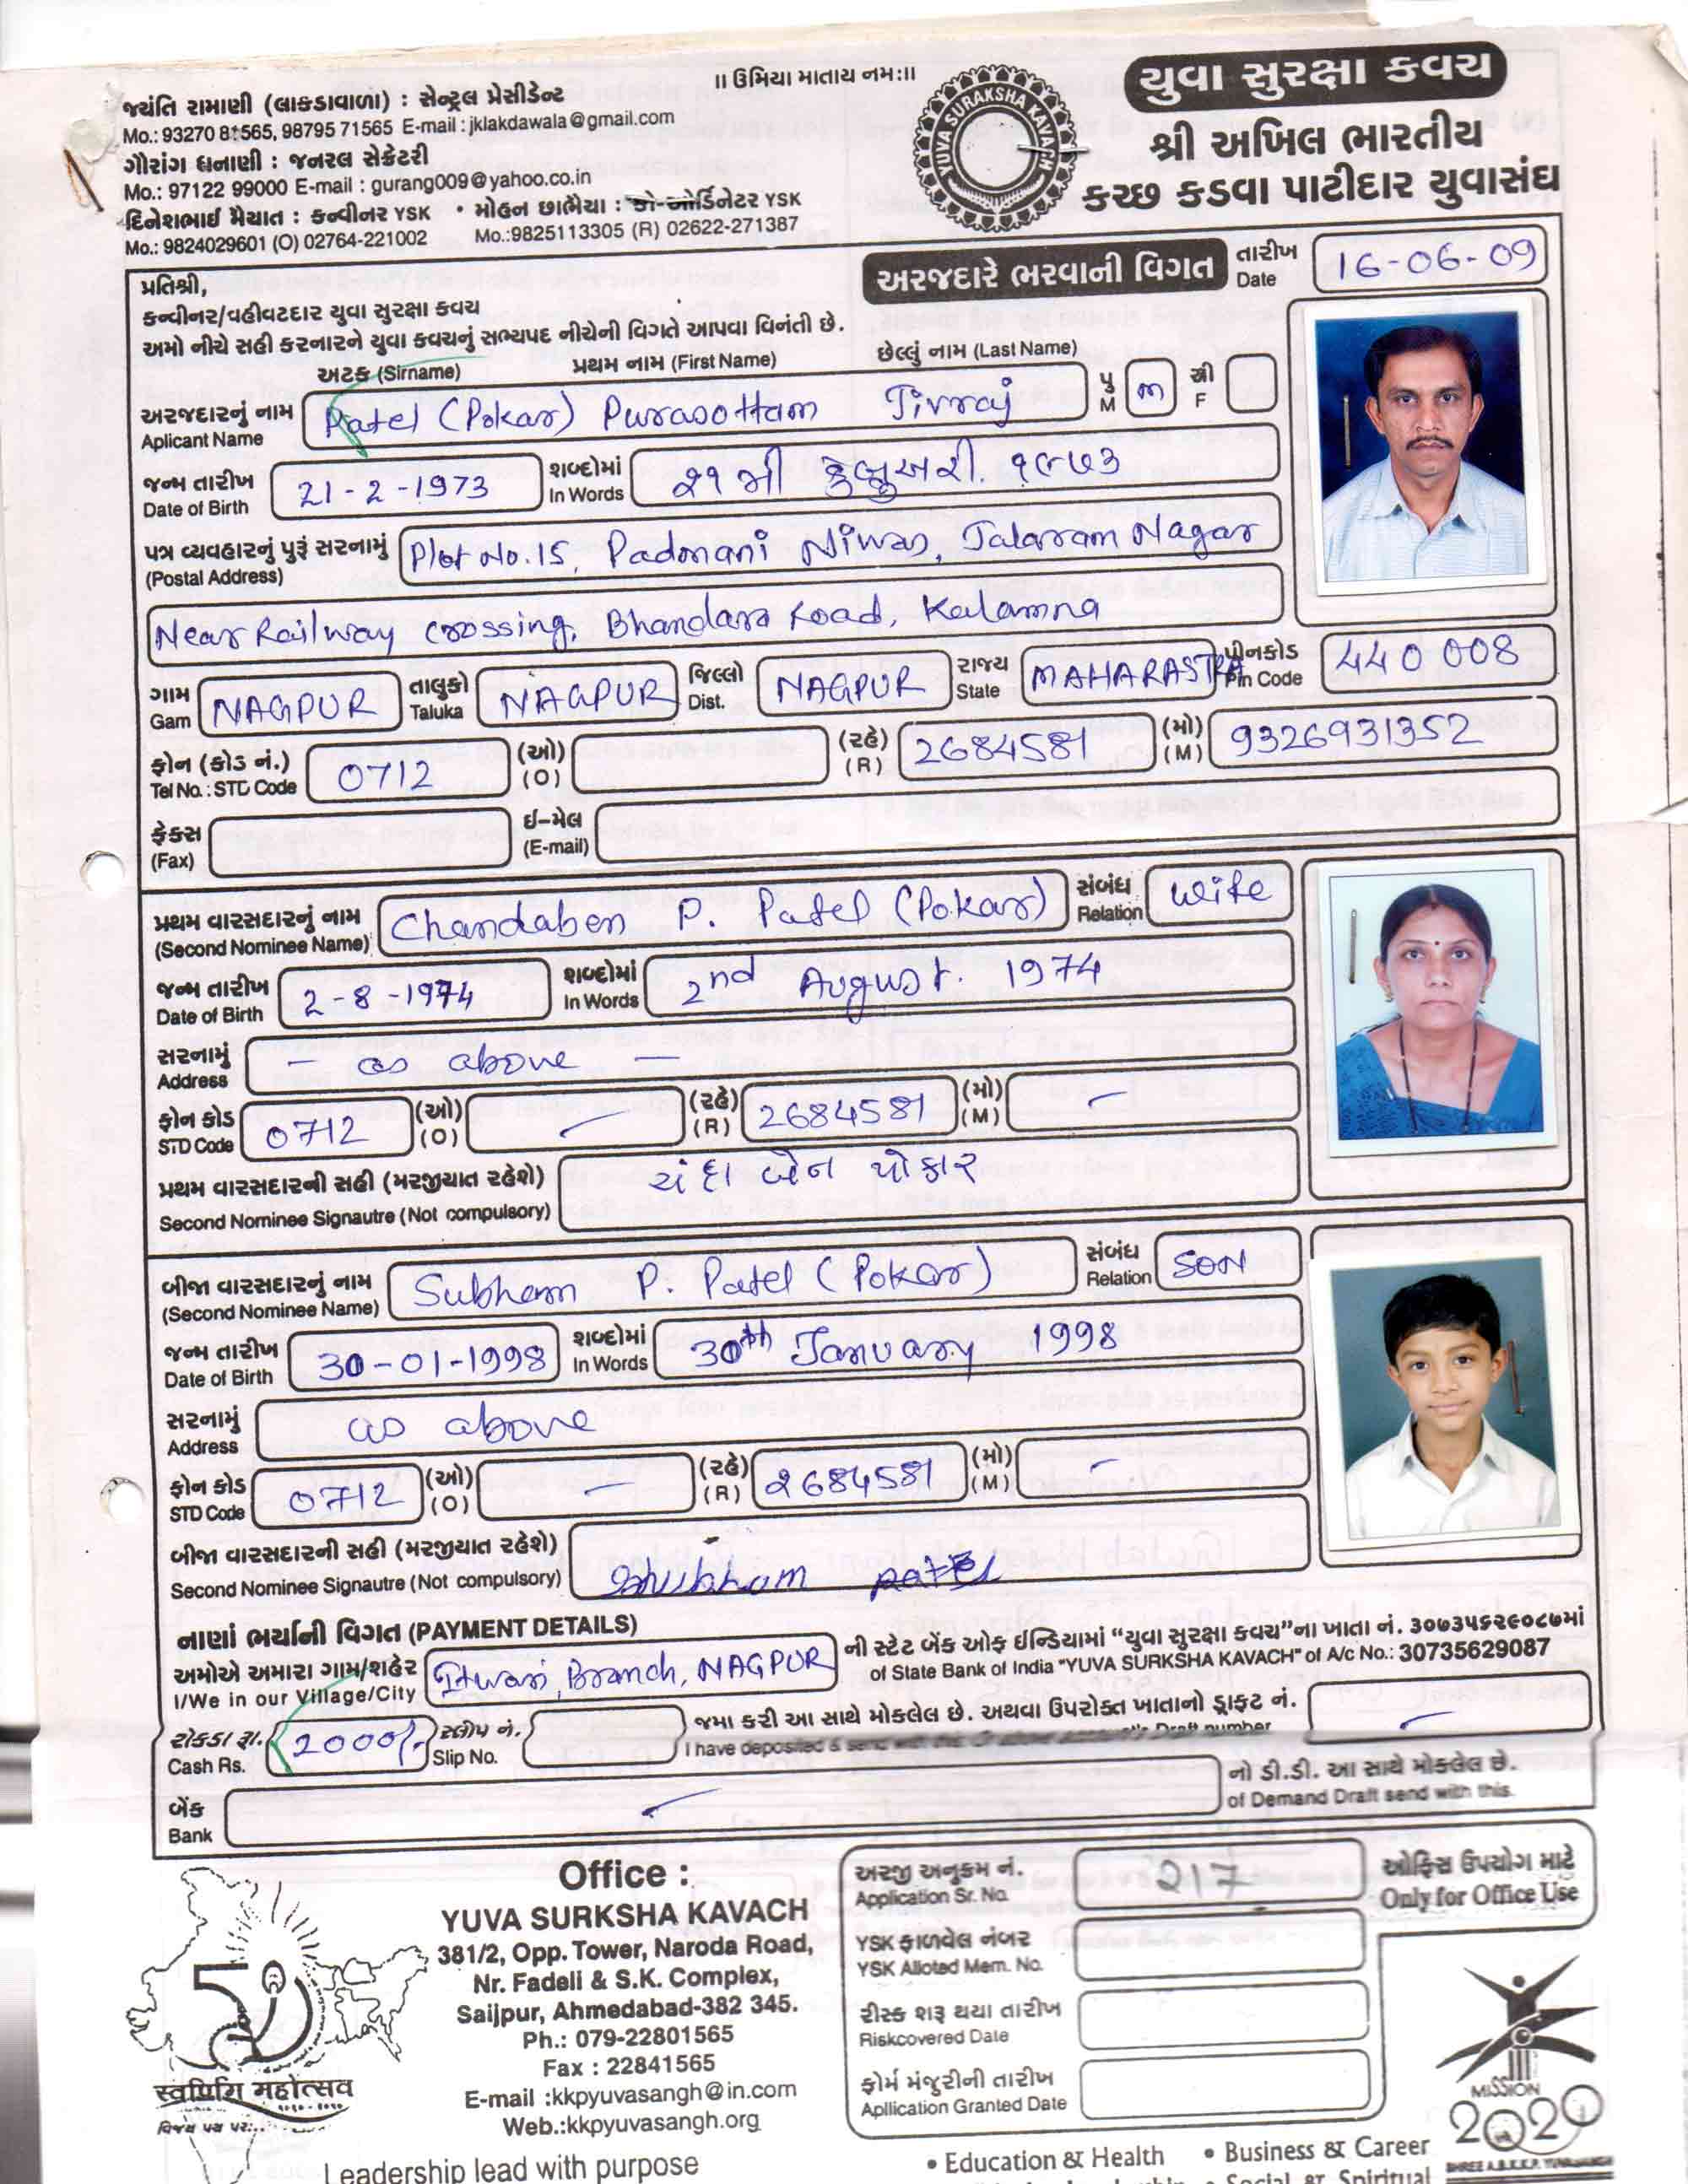 ॥ ઉમિયા માતાય નમઃ॥
જ્યંતિ રામાણી (લાકડાવાળા) : સેન્ટ્રલ પ્રેસીડેન્ટ
Mo.: 93270 81565, 98795 71565 E-mail : jklakdawala@gmail.com
ગૌરાંગ ધનાણી : જનરલ સેક્રેટરી
Mo.: 97122 99000 E-mail : gurang009@yahoo.co.in
દિનેશભાઈ મૈયાત : કન્વીનર YSK • મોહન છાભૈયા : કો-ઓર્ડિનેટર YSK
Mo.: 9824029601 (O) 02764-221002 Mo.:9825113305 (R) 02622-271387
YUVA SURAKSHA KAVACH
યુવા સુરક્ષા કવચ
શ્રી અખિલ ભારતીય
કચ્છ કડવા પાટીદાર યુવાસંઘ
અરજદારે ભરવાની વિગત તારીખ Date 16-06-09
પ્રતિશ્રી,
કન્વીનર/વહીવટદાર યુવા સુરક્ષા કવચ
અમો નીચે સહી કરનારને યુવા કવચનું સભ્યપદ નીચેની વિગતે આપવા વિનંતી છે.
અટક (Sirname) પ્રથમ નામ (First Name) છેલ્લું નામ (Last Name)
અરજદારનું નામ Aplicant Name Patel (Pokar) Purasottam Jivraj પુ M m સ્ત્રી F
જન્મ તારીખ Date of Birth 21-2-1973 શબ્દોમાં In Words ૨૧ મી ફેબ્રુઅરી. ૧૯૭૩
પત્ર વ્યવહારનું પુરૂં સરનામું (Postal Address) Plot No.15, Padmani Niwas, Jalaram Nagar
Near Railway crossing, Bhandara Road, Kalamna
ગામ Gam NAGPUR તાલુકો Taluka NAGPUR જિલ્લો Dist. NAGPUR રાજ્ય State MAHARASTRA પીનકોડ Pin Code 440 008
ફોન (કોડ નં.) Tel No. : STD Code 0712 (ઓ) (O) (રહે) (R) 2684581 (મો) (M) 9326931352
ફેક્સ (Fax) ઈ-મેલ (E-mail)
પ્રથમ વારસદારનું નામ (Second Nominee Name) Chandaben P. Patel (Pokar) સંબંધ Relation Wife
જન્મ તારીખ Date of Birth 2-8-1974 શબ્દોમાં In Words 2nd August. 1974
સરનામું Address - as above -
ફોન કોડ STD Code 0712 (ઓ) (O) - (રહે) (R) 2684581 (મો) (M) -
પ્રથમ વારસદારની સહી (મરજીયાત રહેશે) ચંદા બેન પોકાર
Second Nominee Signautre (Not compulsory)
બીજા વારસદારનું નામ (Second Nominee Name) Subham P. Patel (Pokar) સંબંધ Relation SON
જન્મ તારીખ Date of Birth 30-01-1998 શબ્દોમાં In Words 30th January 1998
સરનામું Address as above
ફોન કોડ STD Code 0712 (ઓ) (O) - (રહે) (R) 2684581 (મો) (M) -
બીજા વારસદારની સહી (મરજીયાત રહેશે)
Second Nominee Signautre (Not compulsory) Shubham patel
નાણાં ભર્યાની વિગત (PAYMENT DETAILS)
અમોએ અમારા ગામ/શહેર I/We in our Village/City Itwari Branch, NAGPUR ની સ્ટેટ બેંક ઓફ ઈન્ડિયામાં "યુવા સુરક્ષા કવચ"ના ખાતા નં. ૩૦૭૩૫૬૨૯૦૮૭માં
of State Bank of India "YUVA SURKSHA KAVACH" of A/c No.: 30735629087
રોકડા રૂા. Cash Rs. 2000/- સ્લીપ નં. Slip No. જમા કરી આ સાથે મોકલેલ છે. અથવા ઉપરોક્ત ખાતાનો ડ્રાફટ નં. -
I have deposited & send with this. Or above account's Draft number
બેંક Bank - નો ડી.ડી. આ સાથે મોકલેલ છે.
of Demand Draft send with this.
Office :
YUVA SURKSHA KAVACH
381/2, Opp. Tower, Naroda Road,
Nr. Fadeli & S.K. Complex,
Saijpur, Ahmedabad-382 345.
Ph.: 079-22801565
Fax : 22841565
E-mail :kkpyuvasangh@in.com
Web.:kkpyuvasangh.org
અરજી અનુક્રમ નં. Application Sr. No. 217 ઓફિસ ઉપયોગ માટે Only for Office Use
YSK ફાળવેલ નંબર
YSK Alloted Mem. No.
રીસ્ક શરૂ થયા તારીખ
Riskcovered Date
ફોર્મ મંજુરીની તારીખ
Apllication Granted Date
50
स्वर्णिम महोत्सव
MISSION
2020
SHREE A.B.K.K.P. YUVASANGH
Leadership lead with purpose
• Education & Health • Business & Career
Social & Spiritual